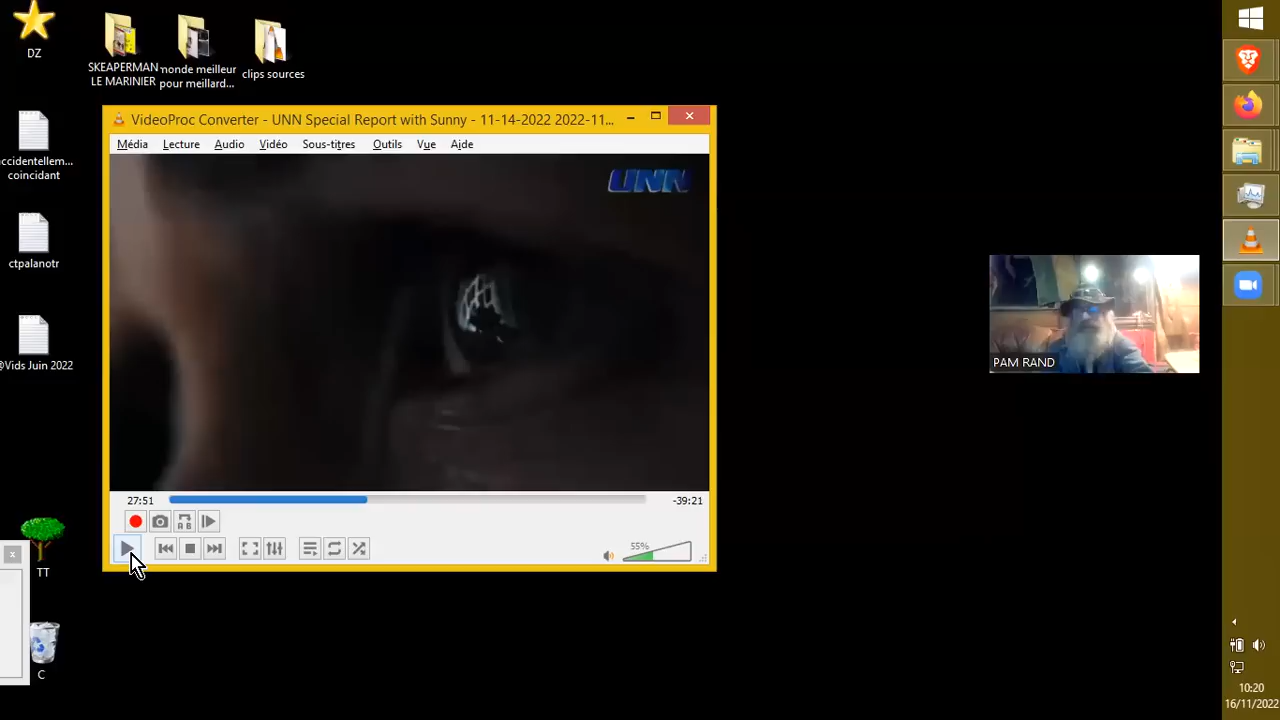 DZ
SKEAPERMAN
LE MARINIER
monde meilleur
pour meillard...
clips sources
ccidentellem...
coincidant
ctpalanotr
@Vids Juin 2022
TT
C
VideoProc Converter - UNN Special Report with Sunny - 11-14-2022 2022-11...
Média Lecture Audio Vidéo Sous-titres Outils Vue Aide
UNN
27:51
-39:21
A B
55%
PAM RAND
10:20
16/11/2022